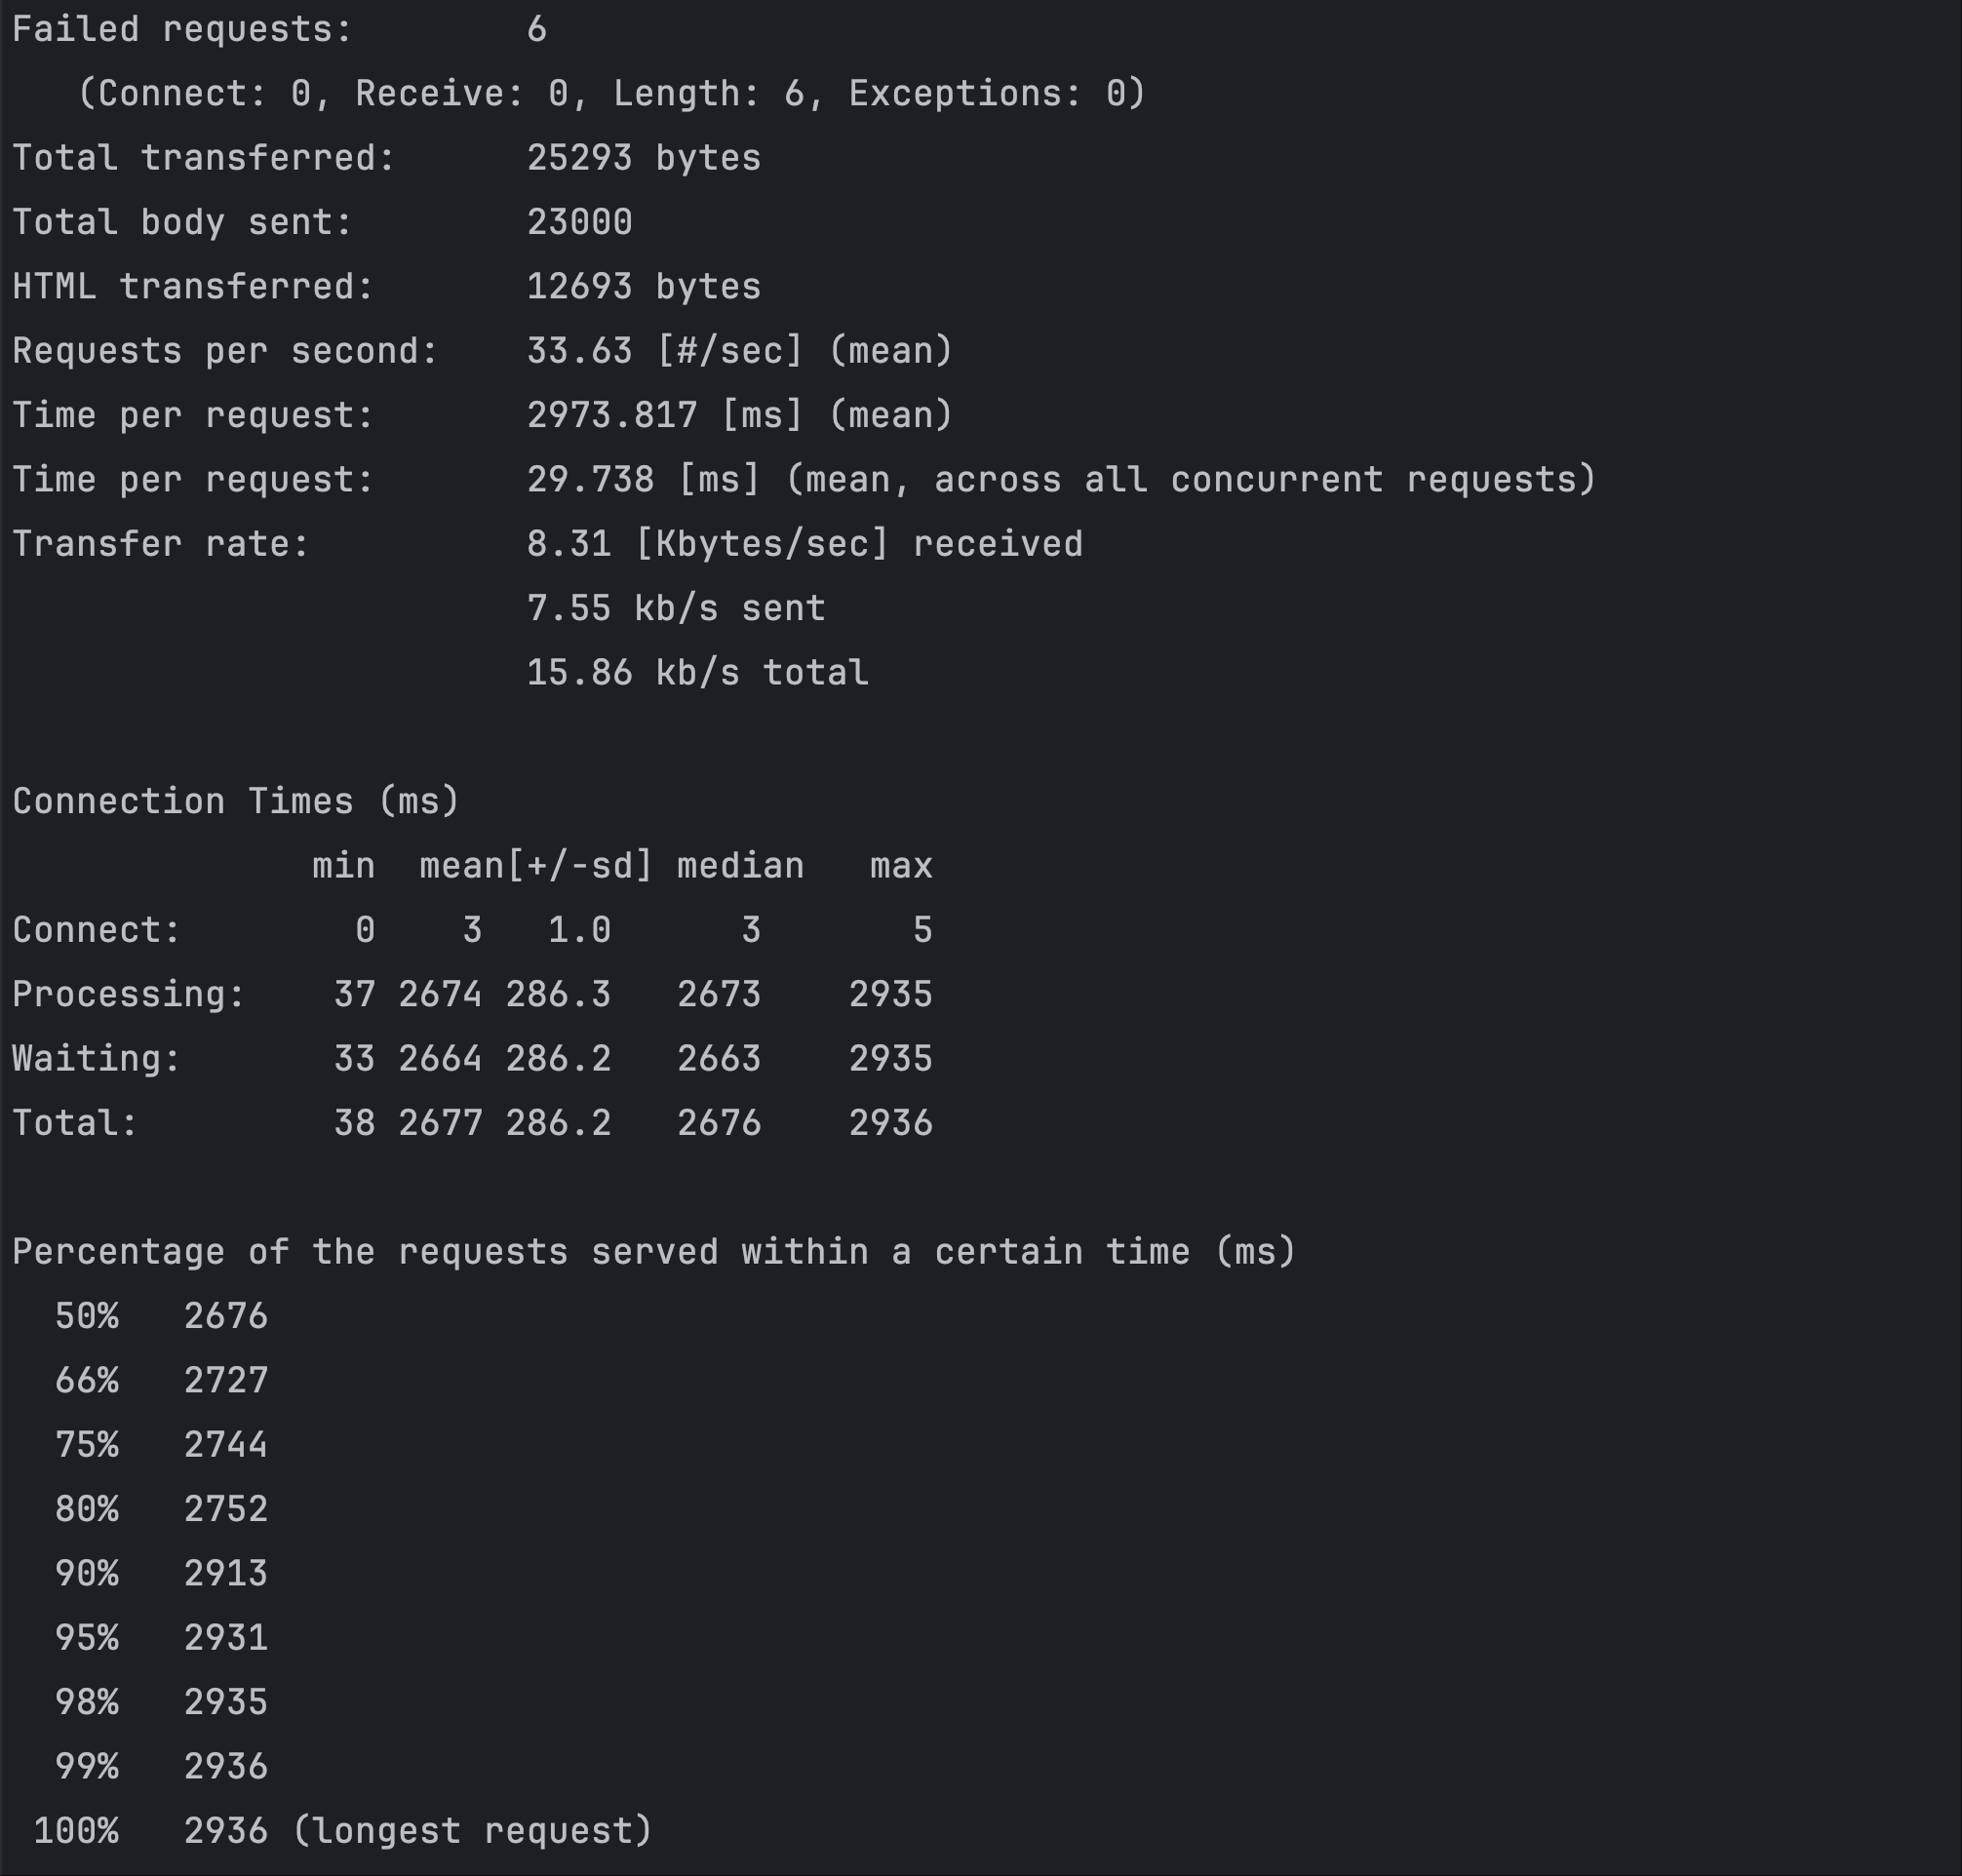 Failed requests:        6
   (Connect: 0, Receive: 0, Length: 6, Exceptions: 0)
Total transferred:      25293 bytes
Total body sent:        23000
HTML transferred:       12693 bytes
Requests per second:    33.63 [#/sec] (mean)
Time per request:       2973.817 [ms] (mean)
Time per request:       29.738 [ms] (mean, across all concurrent requests)
Transfer rate:          8.31 [Kbytes/sec] received
                        7.55 kb/s sent
                        15.86 kb/s total

Connection Times (ms)
              min  mean[+/-sd] median   max
Connect:        0    3   1.0      3       5
Processing:    37 2674 286.3   2673    2935
Waiting:       33 2664 286.2   2663    2935
Total:         38 2677 286.2   2676    2936

Percentage of the requests served within a certain time (ms)
  50%   2676
  66%   2727
  75%   2744
  80%   2752
  90%   2913
  95%   2931
  98%   2935
  99%   2936
 100%   2936 (longest request)